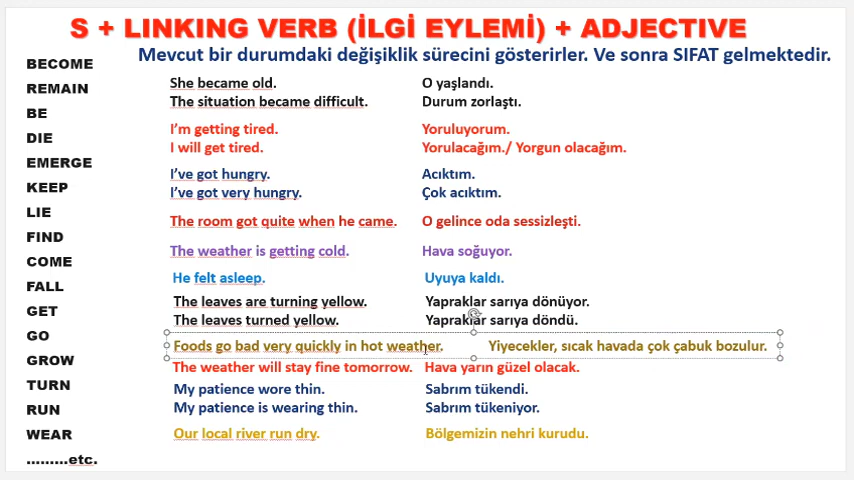 S + LINKING VERB (İLGİ EYLEMİ) + ADJECTIVE
Mevcut bir durumdaki değişiklik sürecini gösterirler. Ve sonra SIFAT gelmektedir.
BECOME
REMAIN
BE
DIE
EMERGE
KEEP
LIE
FIND
COME
FALL
GET
GO
GROW
TURN
RUN
WEAR
………etc.
She became old. O yaşlandı.
The situation became difficult. Durum zorlaştı.
I’m getting tired. Yoruluyorum.
I will get tired. Yorulacağım./ Yorgun olacağım.
I’ve got hungry. Acıktım.
I’ve got very hungry. Çok acıktım.
The room got quite when he came. O gelince oda sessizleşti.
The weather is getting cold. Hava soğuyor.
He felt asleep. Uyuya kaldı.
The leaves are turning yellow. Yapraklar sarıya dönüyor.
The leaves turned yellow. Yapraklar sarıya döndü.
Foods go bad very quickly in hot weather. Yiyecekler, sıcak havada çok çabuk bozulur.
The weather will stay fine tomorrow. Hava yarın güzel olacak.
My patience wore thin. Sabrım tükendi.
My patience is wearing thin. Sabrım tükeniyor.
Our local river run dry. Bölgemizin nehri kurudu.